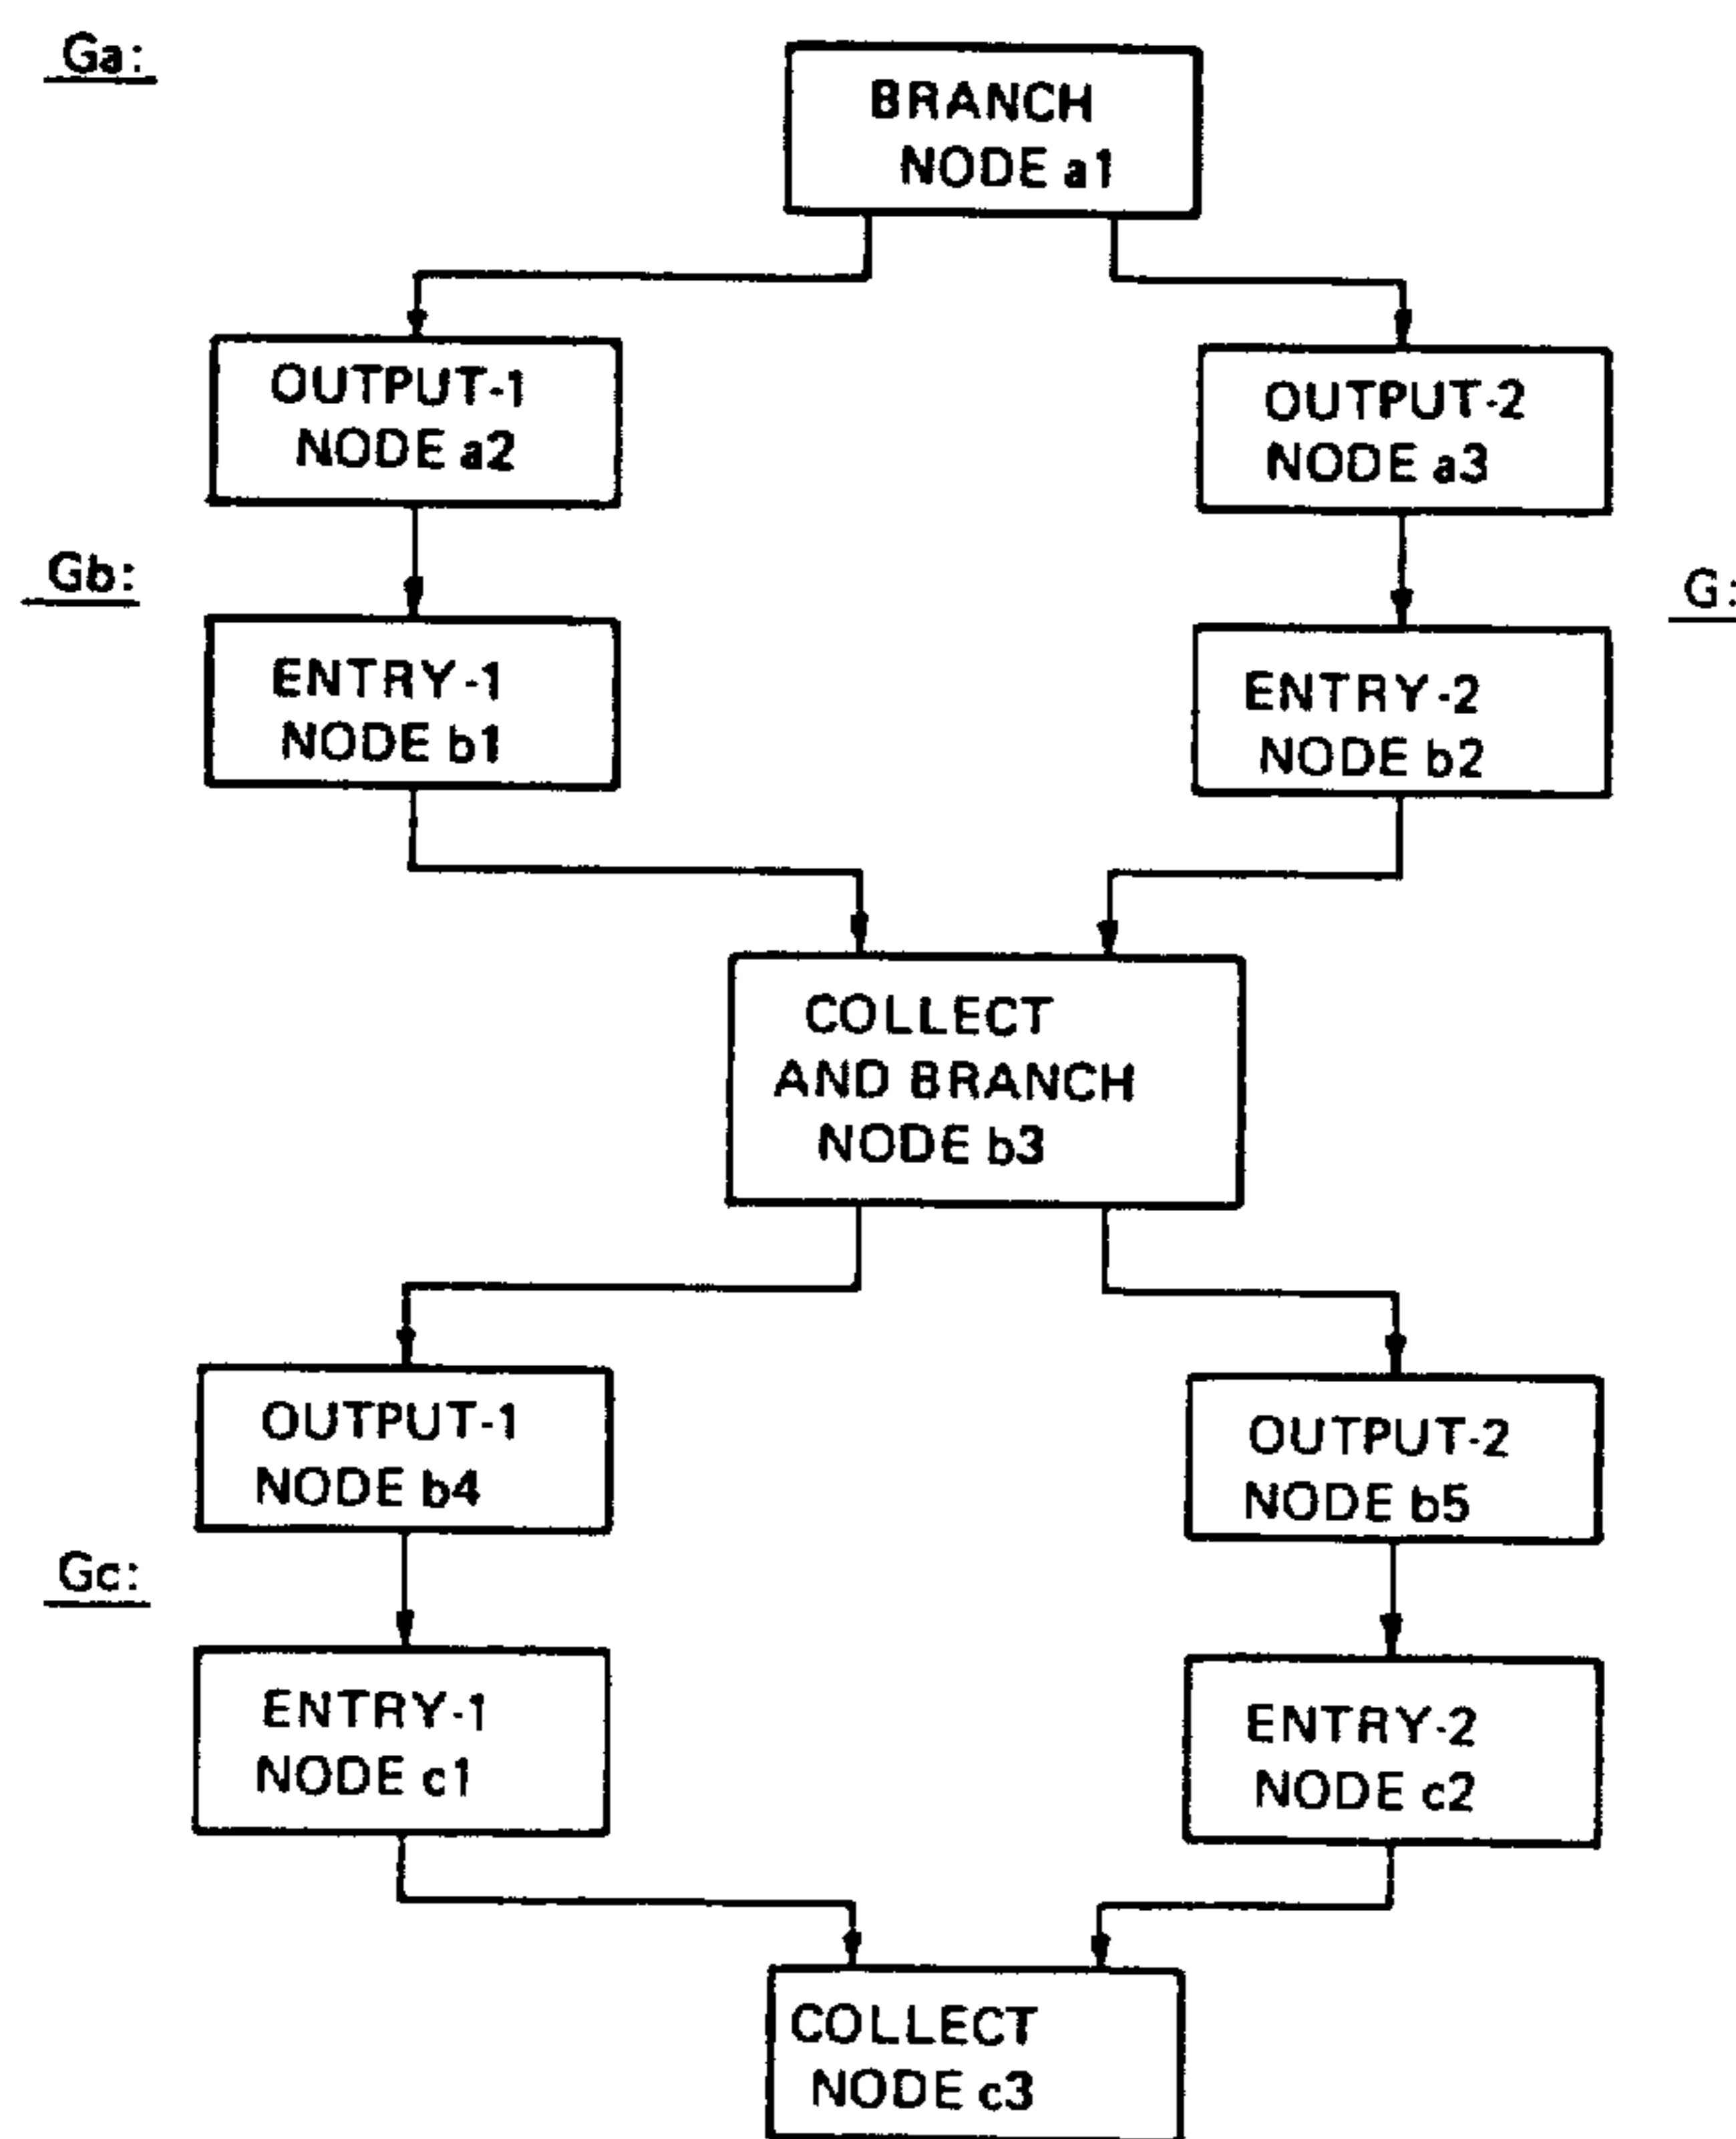 Ga:
BRANCH
NODE a1
OUTPUT-1
NODE a2
OUTPUT-2
NODE a3
Gb:
G:
ENTRY-1
NODE b1
ENTRY-2
NODE b2
COLLECT
AND BRANCH
NODE b3
OUTPUT-1
NODE b4
OUTPUT-2
NODE b5
Gc:
ENTRY-1
NODE c1
ENTRY-2
NODE c2
COLLECT
NODE c3